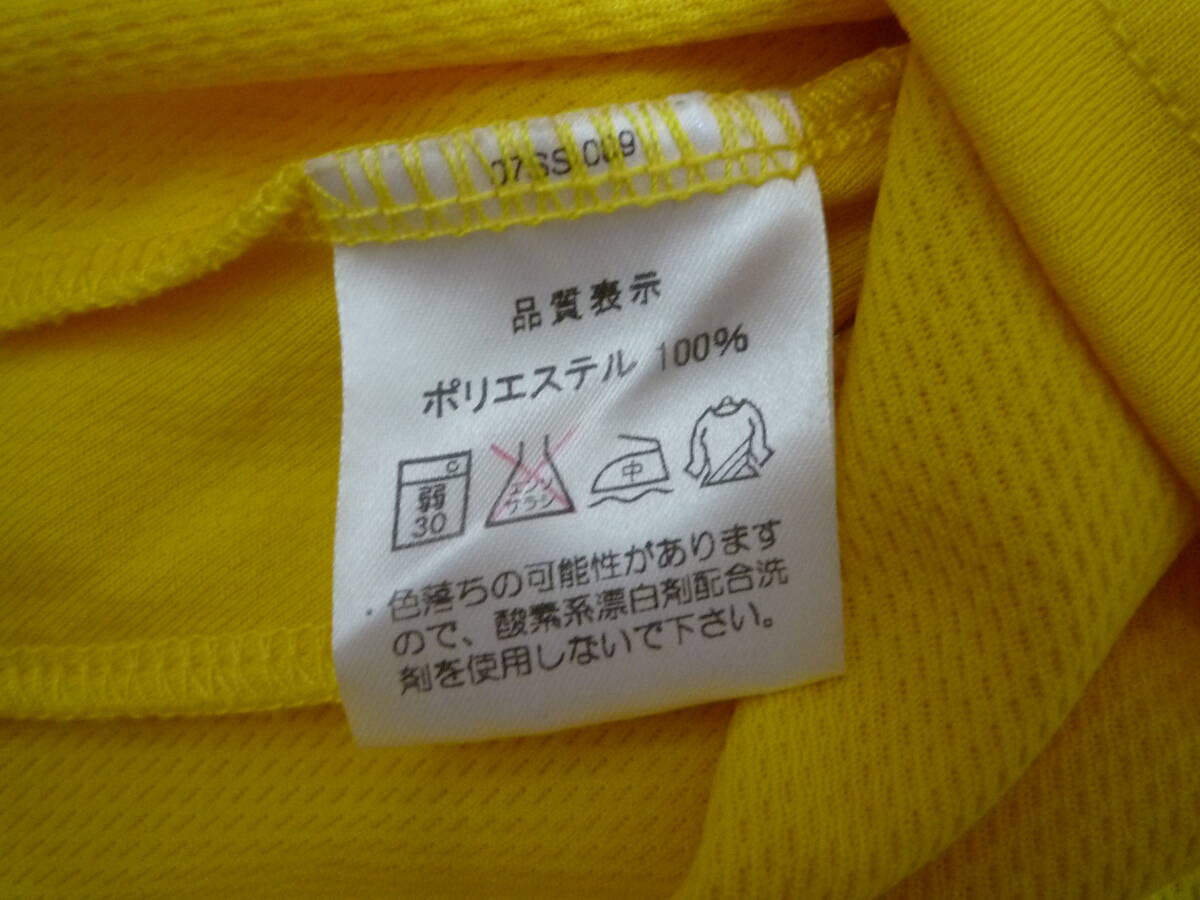 07SS 089
品質表示
ポリエステル 100%
弱
30
エンソ
サラシ
中
・色落ちの可能性があります
ので、酸素系漂白剤配合洗
剤を使用しないで下さい。